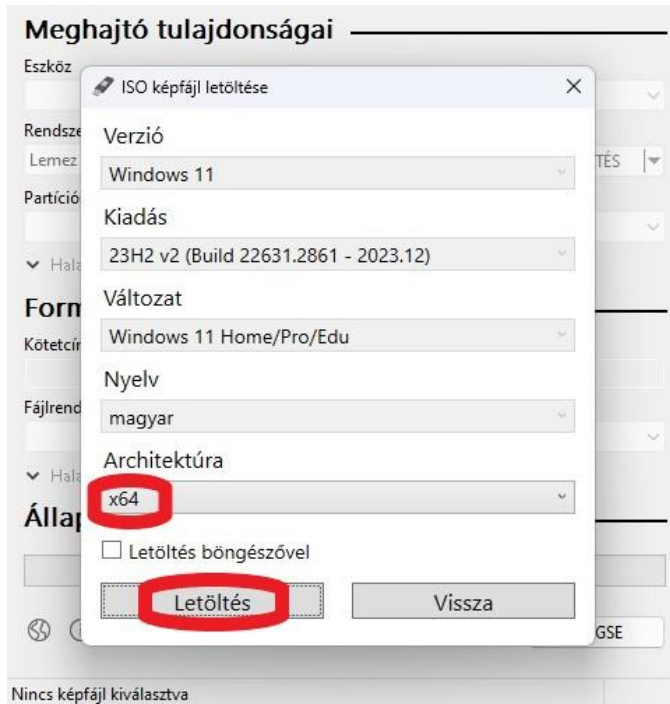 Meghajtó tulajdonságai
Eszköz
ISO képfájl letöltése
Rendsze
Verzió
Lemez
Windows 11
TÉS
Partíció
Kiadás
23H2 v2 (Build 22631.2861 - 2023.12)
Hala
Változat
Form
Windows 11 Home/Pro/Edu
Kötetcím
Nyelv
Fájlrend
magyar
Architektúra
Hala
x64
Állap
Letöltés böngészővel
Letöltés
Vissza
GSE
Nincs képfájl kiválasztva